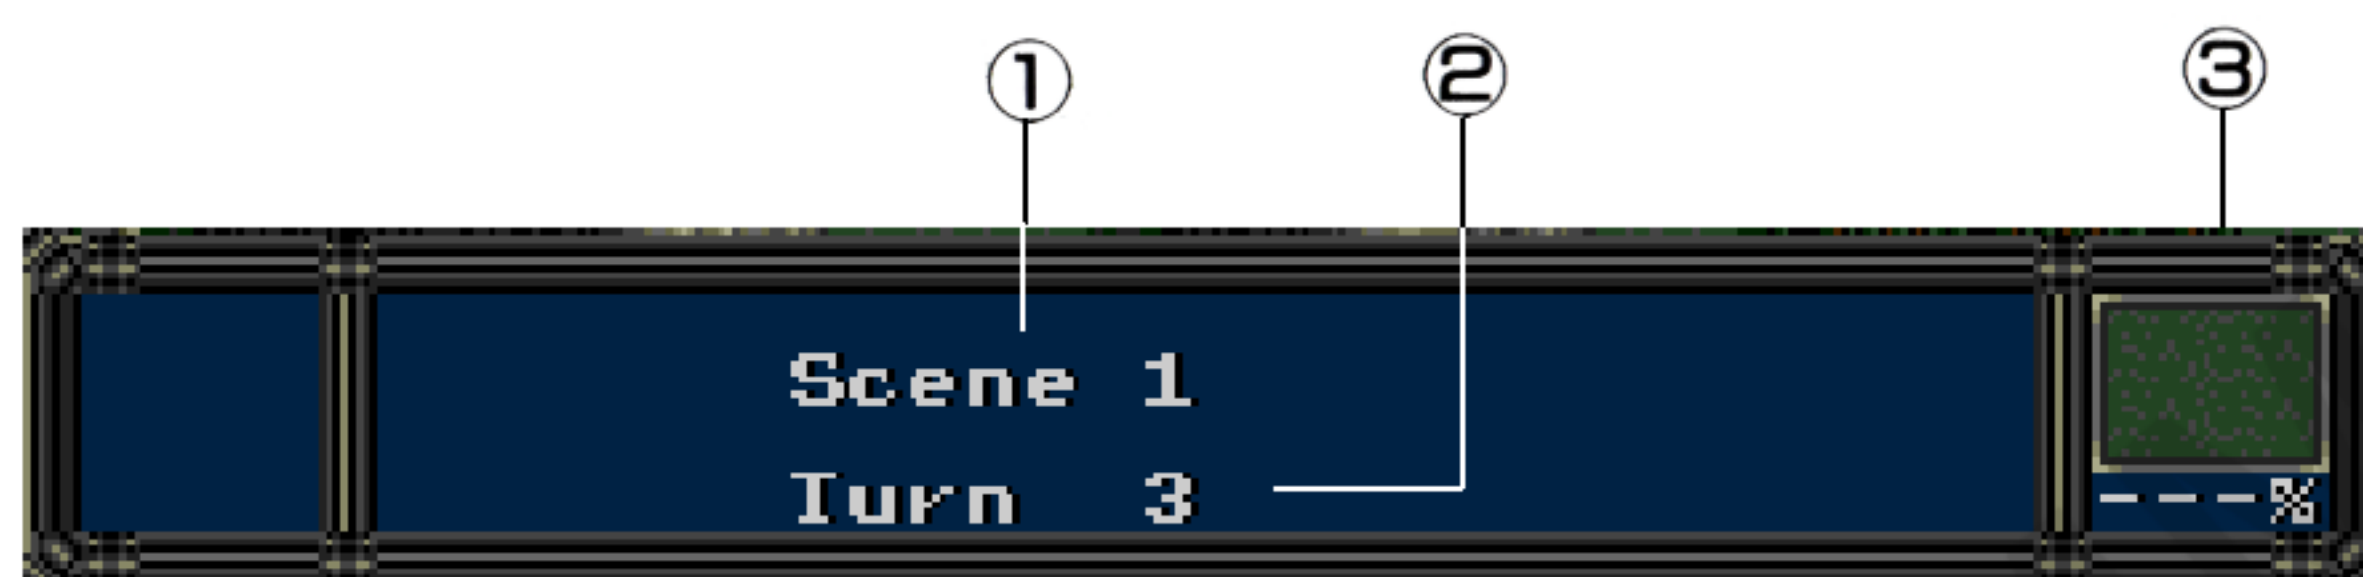 ① ② ③
Scene 1
Turn 3
---%